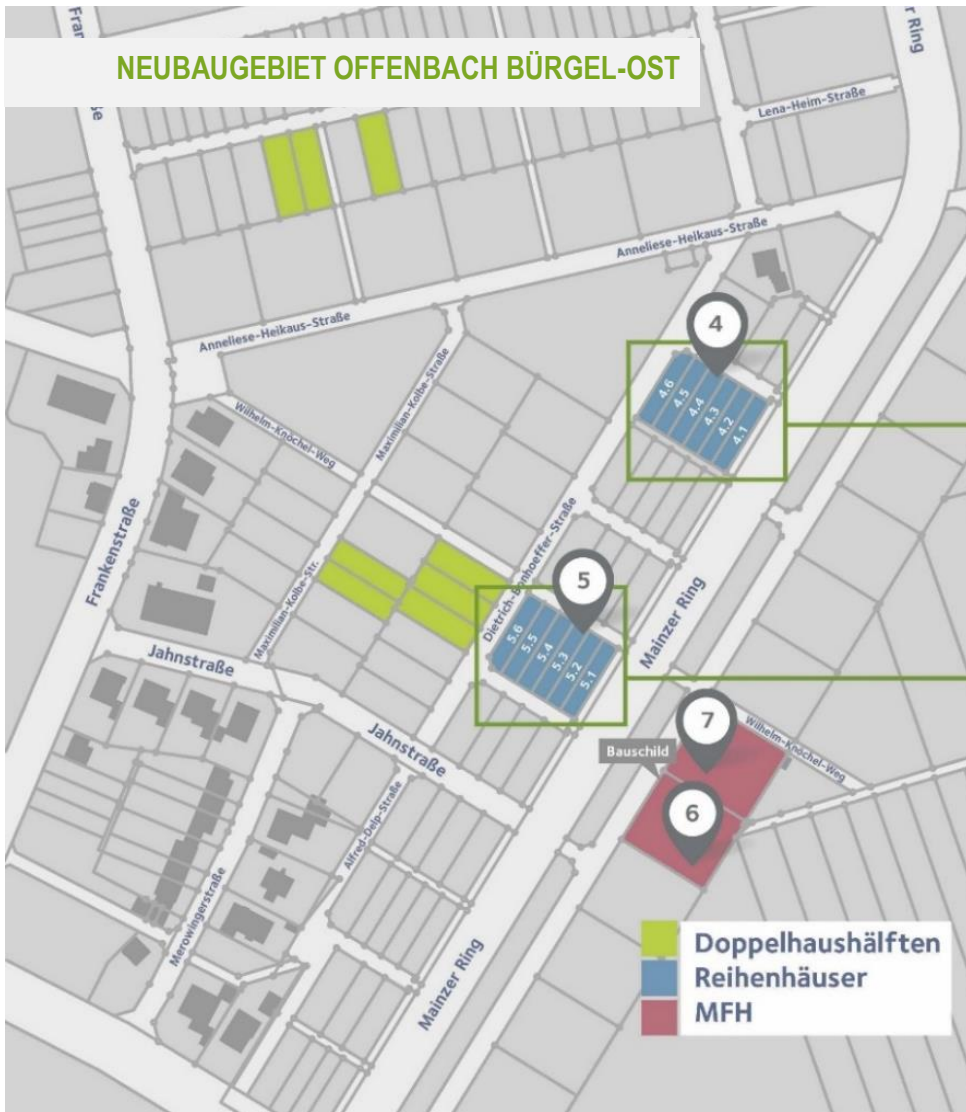 Fran
Fran
r Ring
NEUBAUGEBIET OFFENBACH BÜRGEL-OST
Lena-Heim-Straße
Anneliese-Heikaus-Straße
Anneliese-Heikaus-Straße
4
4.6
4.5
4.4
4.3
4.2
4.1
Maximilian-Kolbe-Straße
Wilhelm-Knöchel-Weg
Frankenstraße
Dietrich-Bonhoeffer-Straße
Maximilian-Kolbe-Str.
5
5.6
5.5
5.4
5.3
5.2
5.1
Mainzer Ring
Jahnstraße
Jahnstraße
7
Wilhelm-Knöchel-Weg
Bauschild
6
Alfred-Delp-Straße
Merowingerstraße
Mainzer Ring
Doppelhaushälften
Reihenhäuser
MFH